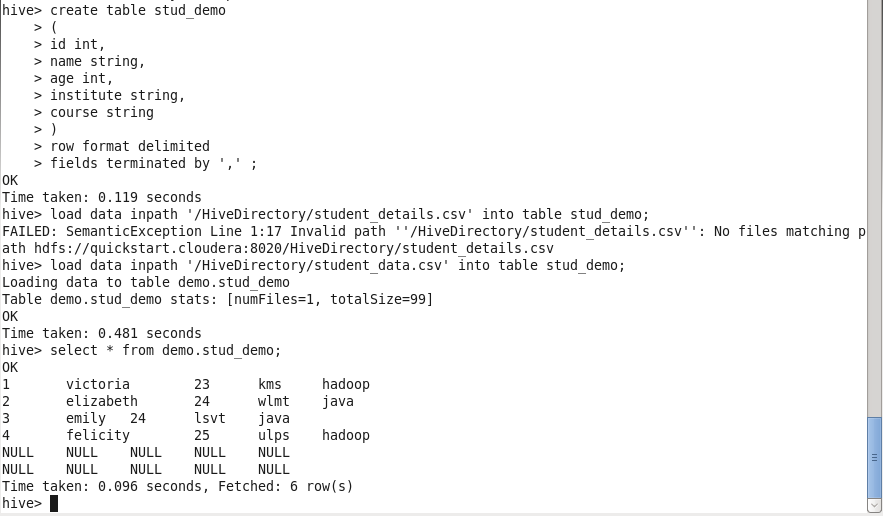 hive> create table stud_demo
    > (
    > id int,
    > name string,
    > age int,
    > institute string,
    > course string
    > )
    > row format delimited
    > fields terminated by ',' ;
OK
Time taken: 0.119 seconds
hive> load data inpath '/HiveDirectory/student_details.csv' into table stud_demo;
FAILED: SemanticException Line 1:17 Invalid path ''/HiveDirectory/student_details.csv'': No files matching p
ath hdfs://quickstart.cloudera:8020/HiveDirectory/student_details.csv
hive> load data inpath '/HiveDirectory/student_data.csv' into table stud_demo;
Loading data to table demo.stud_demo
Table demo.stud_demo stats: [numFiles=1, totalSize=99]
OK
Time taken: 0.481 seconds
hive> select * from demo.stud_demo;
OK
1       victoria        23      kms     hadoop
2       elizabeth       24      wlmt    java
3       emily   24      lsvt    java
4       felicity        25      ulps    hadoop
NULL    NULL    NULL    NULL    NULL
NULL    NULL    NULL    NULL    NULL
Time taken: 0.096 seconds, Fetched: 6 row(s)
hive>